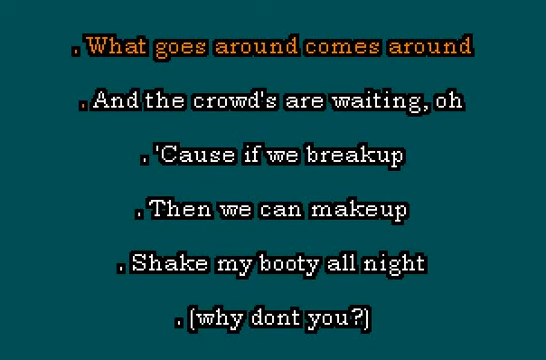 . What goes around comes around
. And the crowd's are waiting, oh
. 'Cause if we breakup
. Then we can makeup
. Shake my booty all night
. (why dont you?)